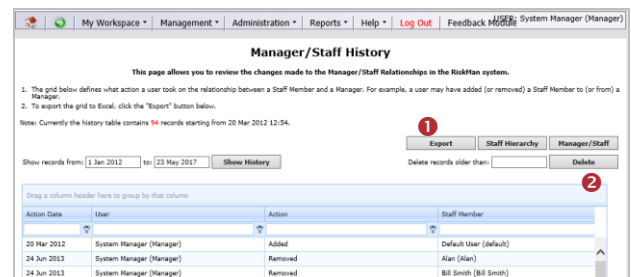 My Workspace Management Administration Reports Help Log Out Feedback Module USER: System Manager (Manager)
Manager/Staff History
This page allows you to review the changes made to the Manager/Staff Relationships in the RiskMan system.
1. The grid below defines what action a user took on the relationship between a Staff Member and a Manager. For example, a user may have added (or removed) a Staff Member to (or from) a
Manager.
2. To export the grid to Excel, click the "Export" button below.
Note: Currently the history table contains 94 records starting from 20 Mar 2012 12:54.
1
Export Staff Hierarchy Manager/Staff
Show records from: 1 Jan 2012 to: 23 May 2017 Show History Delete records older than: Delete
2
Drag a column header here to group by that column
Action Date User Action Staff Member
20 Mar 2012 System Manager (Manager) Added Default User (default)
24 Jun 2013 System Manager (Manager) Removed Alan (Alan)
24 Jun 2013 System Manager (Manager) Removed Bill Smith (Bill Smith)